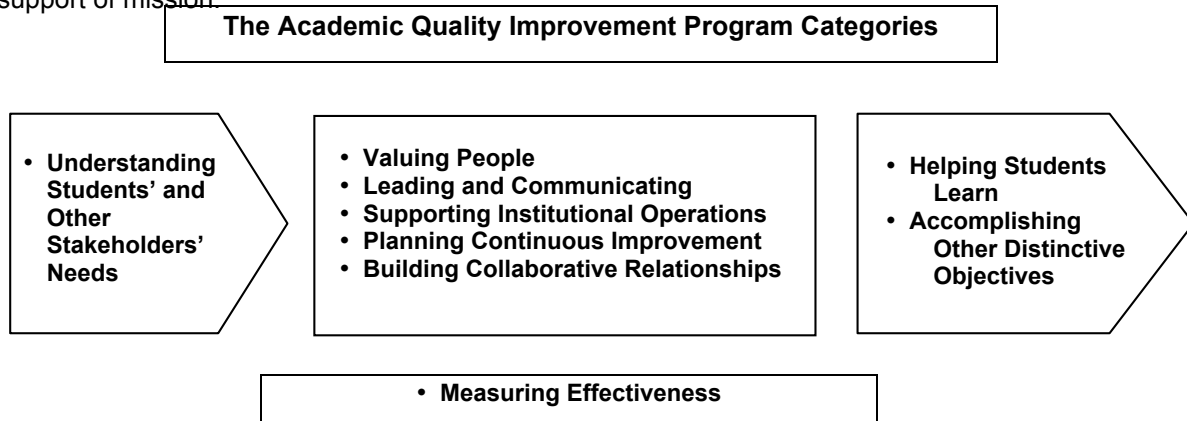 support of mission.
The Academic Quality Improvement Program Categories
• Understanding
Students’ and
Other
Stakeholders’
Needs
• Valuing People
• Leading and Communicating
• Supporting Institutional Operations
• Planning Continuous Improvement
• Building Collaborative Relationships
• Helping Students
Learn
• Accomplishing
Other Distinctive
Objectives
• Measuring Effectiveness